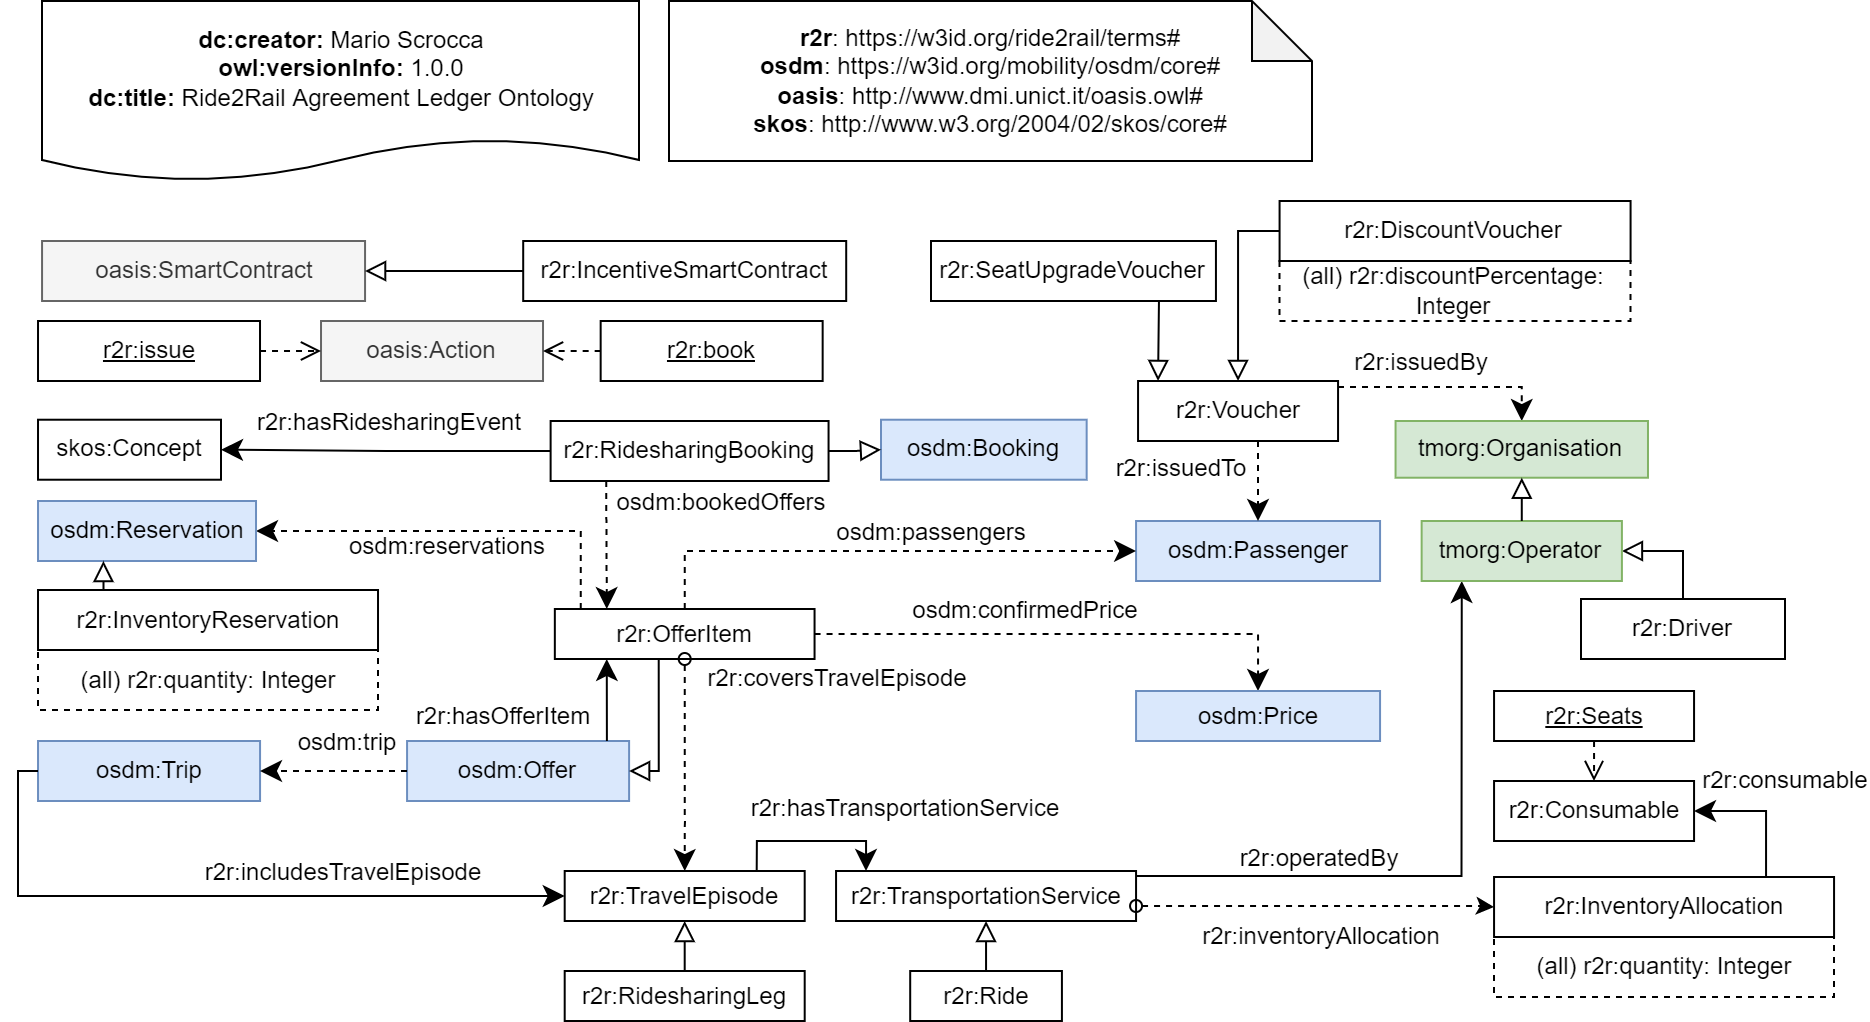 dc:creator: Mario Scrocca
owl:versionInfo: 1.0.0
dc:title: Ride2Rail Agreement Ledger Ontology
r2r: https://w3id.org/ride2rail/terms#
osdm: https://w3id.org/mobility/osdm/core#
oasis: http://www.dmi.unict.it/oasis.owl#
skos: http://www.w3.org/2004/02/skos/core#
oasis:SmartContract
r2r:IncentiveSmartContract
r2r:SeatUpgradeVoucher
r2r:DiscountVoucher
(all) r2r:discountPercentage:
Integer
r2r:issue
oasis:Action
r2r:book
r2r:issuedBy
r2r:Voucher
skos:Concept
r2r:hasRidesharingEvent
r2r:RidesharingBooking
osdm:Booking
tmorg:Organisation
r2r:issuedTo
osdm:bookedOffers
osdm:Reservation
osdm:reservations
osdm:passengers
osdm:Passenger
tmorg:Operator
r2r:InventoryReservation
(all) r2r:quantity: Integer
r2r:OfferItem
osdm:confirmedPrice
r2r:Driver
r2r:coversTravelEpisode
r2r:hasOfferItem
osdm:Price
r2r:Seats
osdm:trip
osdm:Trip
osdm:Offer
r2r:consumable
r2r:Consumable
r2r:hasTransportationService
r2r:operatedBy
r2r:includesTravelEpisode
r2r:TravelEpisode
r2r:TransportationService
r2r:InventoryAllocation
r2r:inventoryAllocation
(all) r2r:quantity: Integer
r2r:RidesharingLeg
r2r:Ride